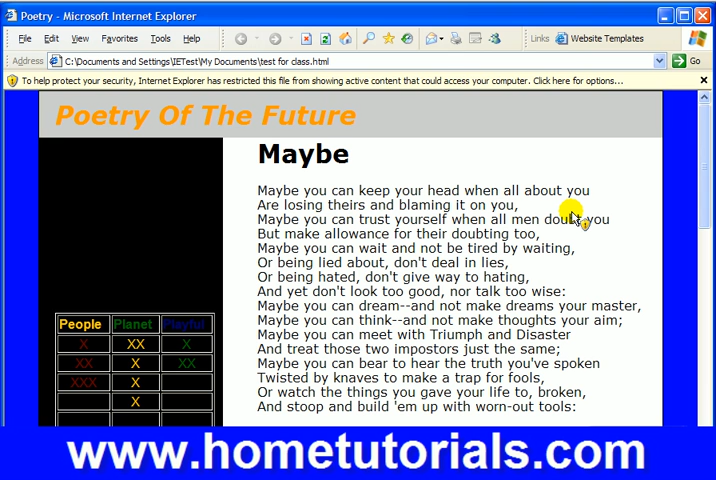 Poetry - Microsoft Internet Explorer
File Edit View Favorites Tools Help Links Website Templates
Address C:\Documents and Settings\IETest\My Documents\test for class.html Go
To help protect your security, Internet Explorer has restricted this file from showing active content that could access your computer. Click here for options...
Poetry Of The Future
Maybe
Maybe you can keep your head when all about you
Are losing theirs and blaming it on you,
Maybe you can trust yourself when all men doubt you
But make allowance for their doubting too,
Maybe you can wait and not be tired by waiting,
Or being lied about, don't deal in lies,
Or being hated, don't give way to hating,
And yet don't look too good, nor talk too wise:
Maybe you can dream--and not make dreams your master,
Maybe you can think--and not make thoughts your aim;
Maybe you can meet with Triumph and Disaster
And treat those two impostors just the same;
Maybe you can bear to hear the truth you've spoken
Twisted by knaves to make a trap for fools,
Or watch the things you gave your life to, broken,
And stoop and build 'em up with worn-out tools:
People Planet Playful
X XX X
XX X XX
XXX X
X
www.hometutorials.com